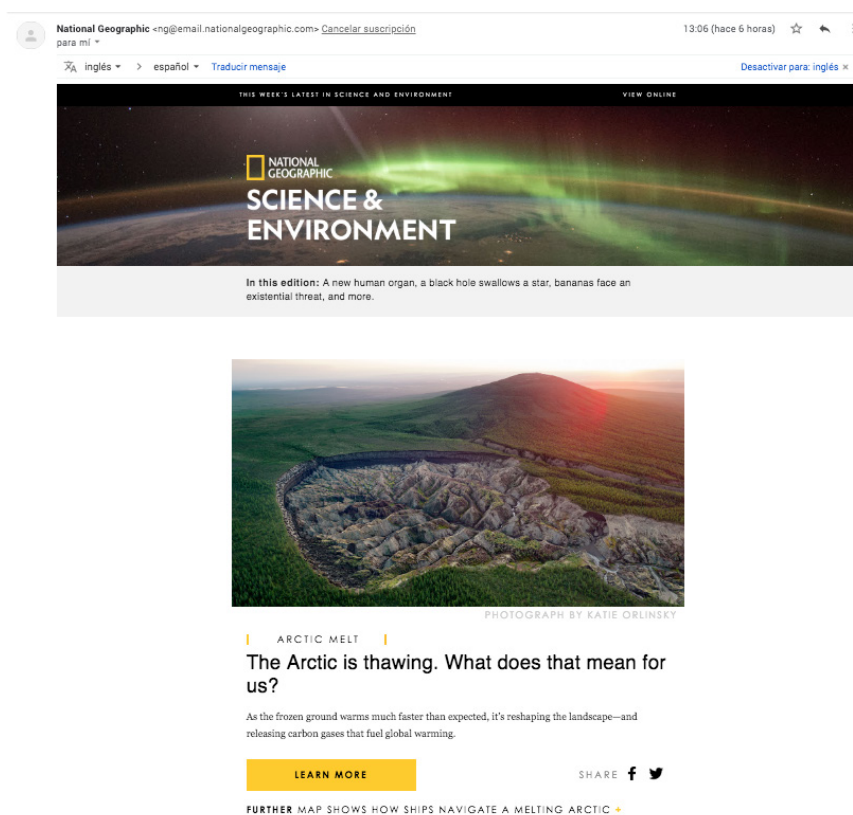 National Geographic <ng@email.nationalgeographic.com> Cancelar suscripción
13:06 (hace 6 horas)
para mí
inglés > español Traducir mensaje
Desactivar para: inglés ×
THIS WEEK'S LATEST IN SCIENCE AND ENVIRONMENT
VIEW ONLINE
NATIONAL
GEOGRAPHIC
SCIENCE &
ENVIRONMENT
In this edition: A new human organ, a black hole swallows a star, bananas face an
existential threat, and more.
PHOTOGRAPH BY KATIE ORLINSKY
ARCTIC MELT
The Arctic is thawing. What does that mean for
us?
As the frozen ground warms much faster than expected, it's reshaping the landscape—and
releasing carbon gases that fuel global warming.
LEARN MORE
SHARE
FURTHER MAP SHOWS HOW SHIPS NAVIGATE A MELTING ARCTIC +